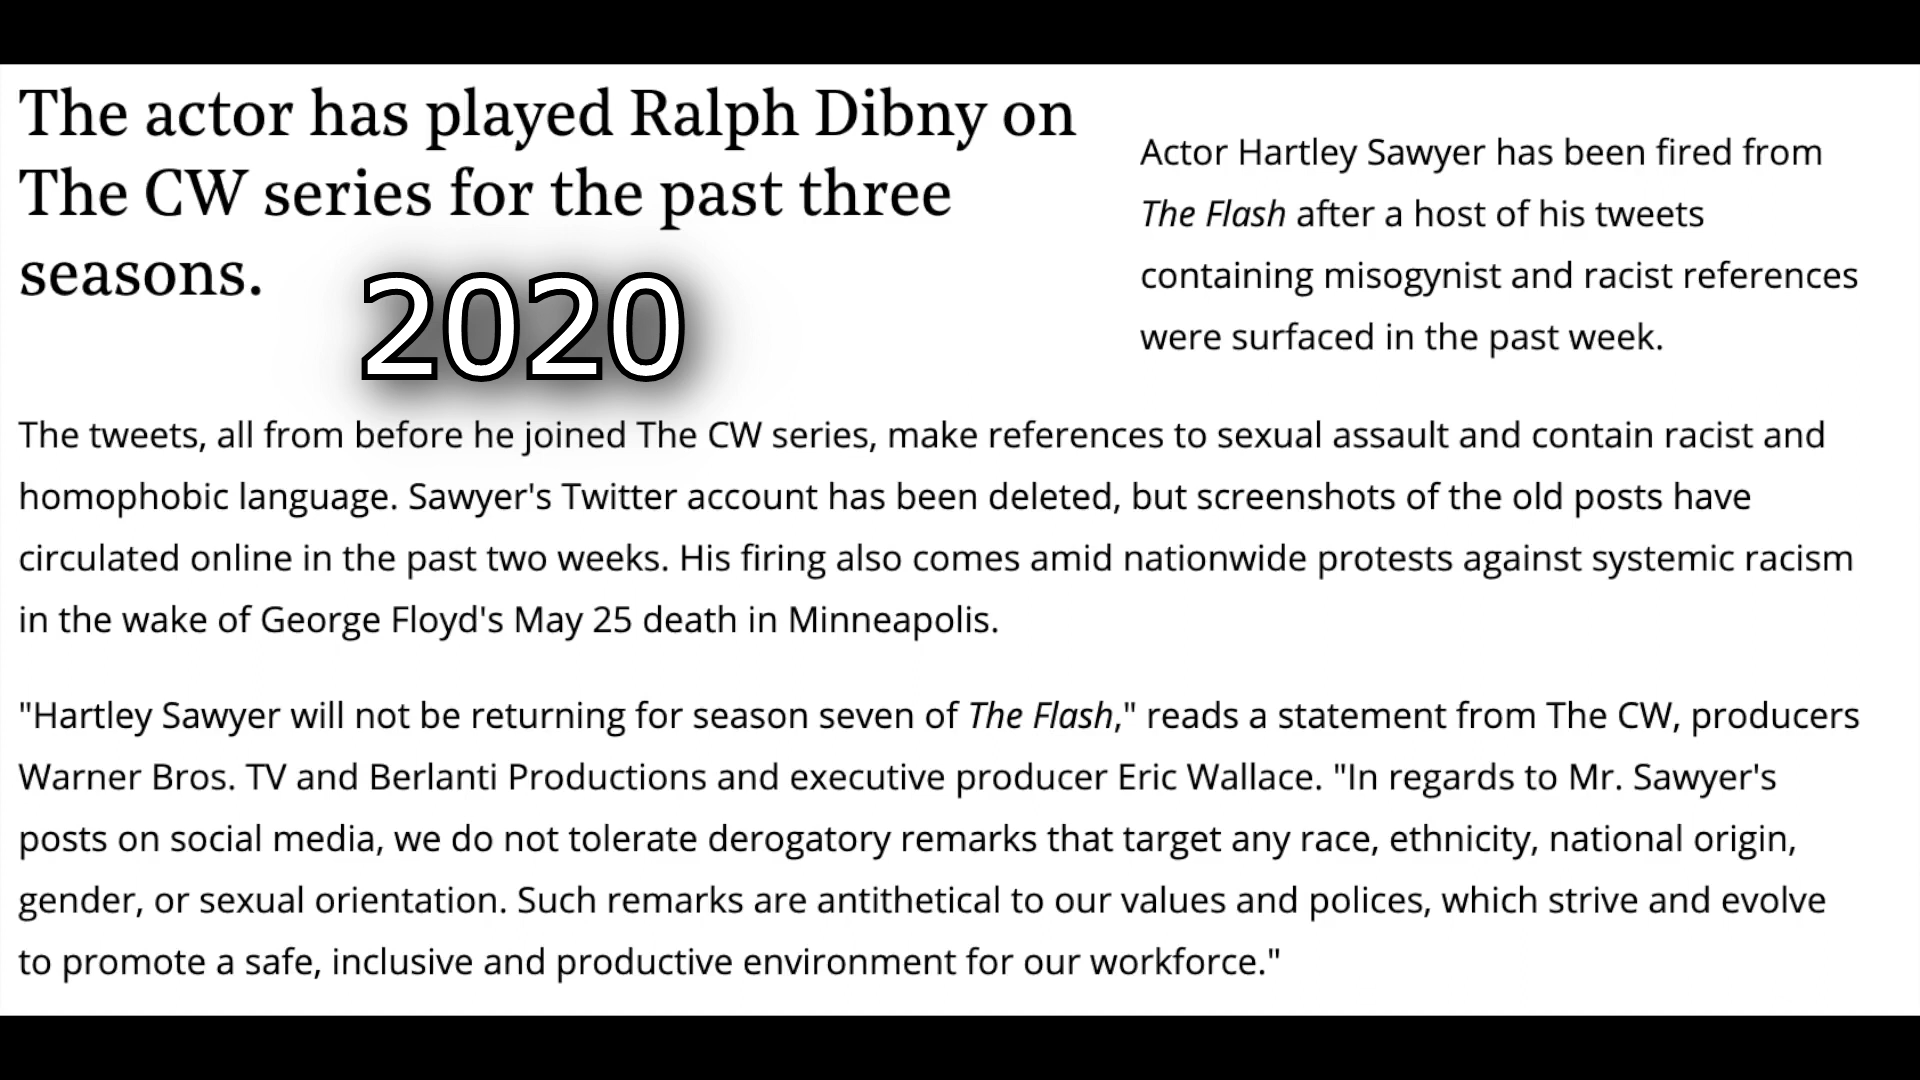 The actor has played Ralph Dibny on
The CW series for the past three
seasons.
2020
Actor Hartley Sawyer has been fired from
The Flash after a host of his tweets
containing misogynist and racist references
were surfaced in the past week.
The tweets, all from before he joined The CW series, make references to sexual assault and contain racist and
homophobic language. Sawyer's Twitter account has been deleted, but screenshots of the old posts have
circulated online in the past two weeks. His firing also comes amid nationwide protests against systemic racism
in the wake of George Floyd's May 25 death in Minneapolis.
"Hartley Sawyer will not be returning for season seven of The Flash," reads a statement from The CW, producers
Warner Bros. TV and Berlanti Productions and executive producer Eric Wallace. "In regards to Mr. Sawyer's
posts on social media, we do not tolerate derogatory remarks that target any race, ethnicity, national origin,
gender, or sexual orientation. Such remarks are antithetical to our values and polices, which strive and evolve
to promote a safe, inclusive and productive environment for our workforce."